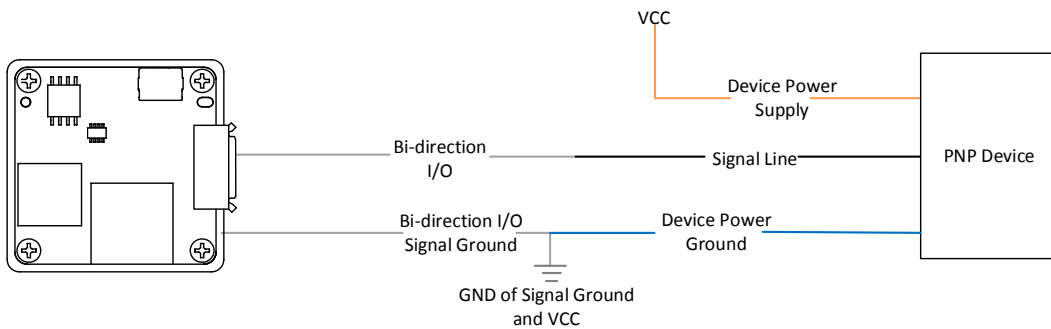 VCC
Device Power
Supply
Bi-direction
I/O
Signal Line
PNP Device
Bi-direction I/O
Signal Ground
Device Power
Ground
GND of Signal Ground
and VCC